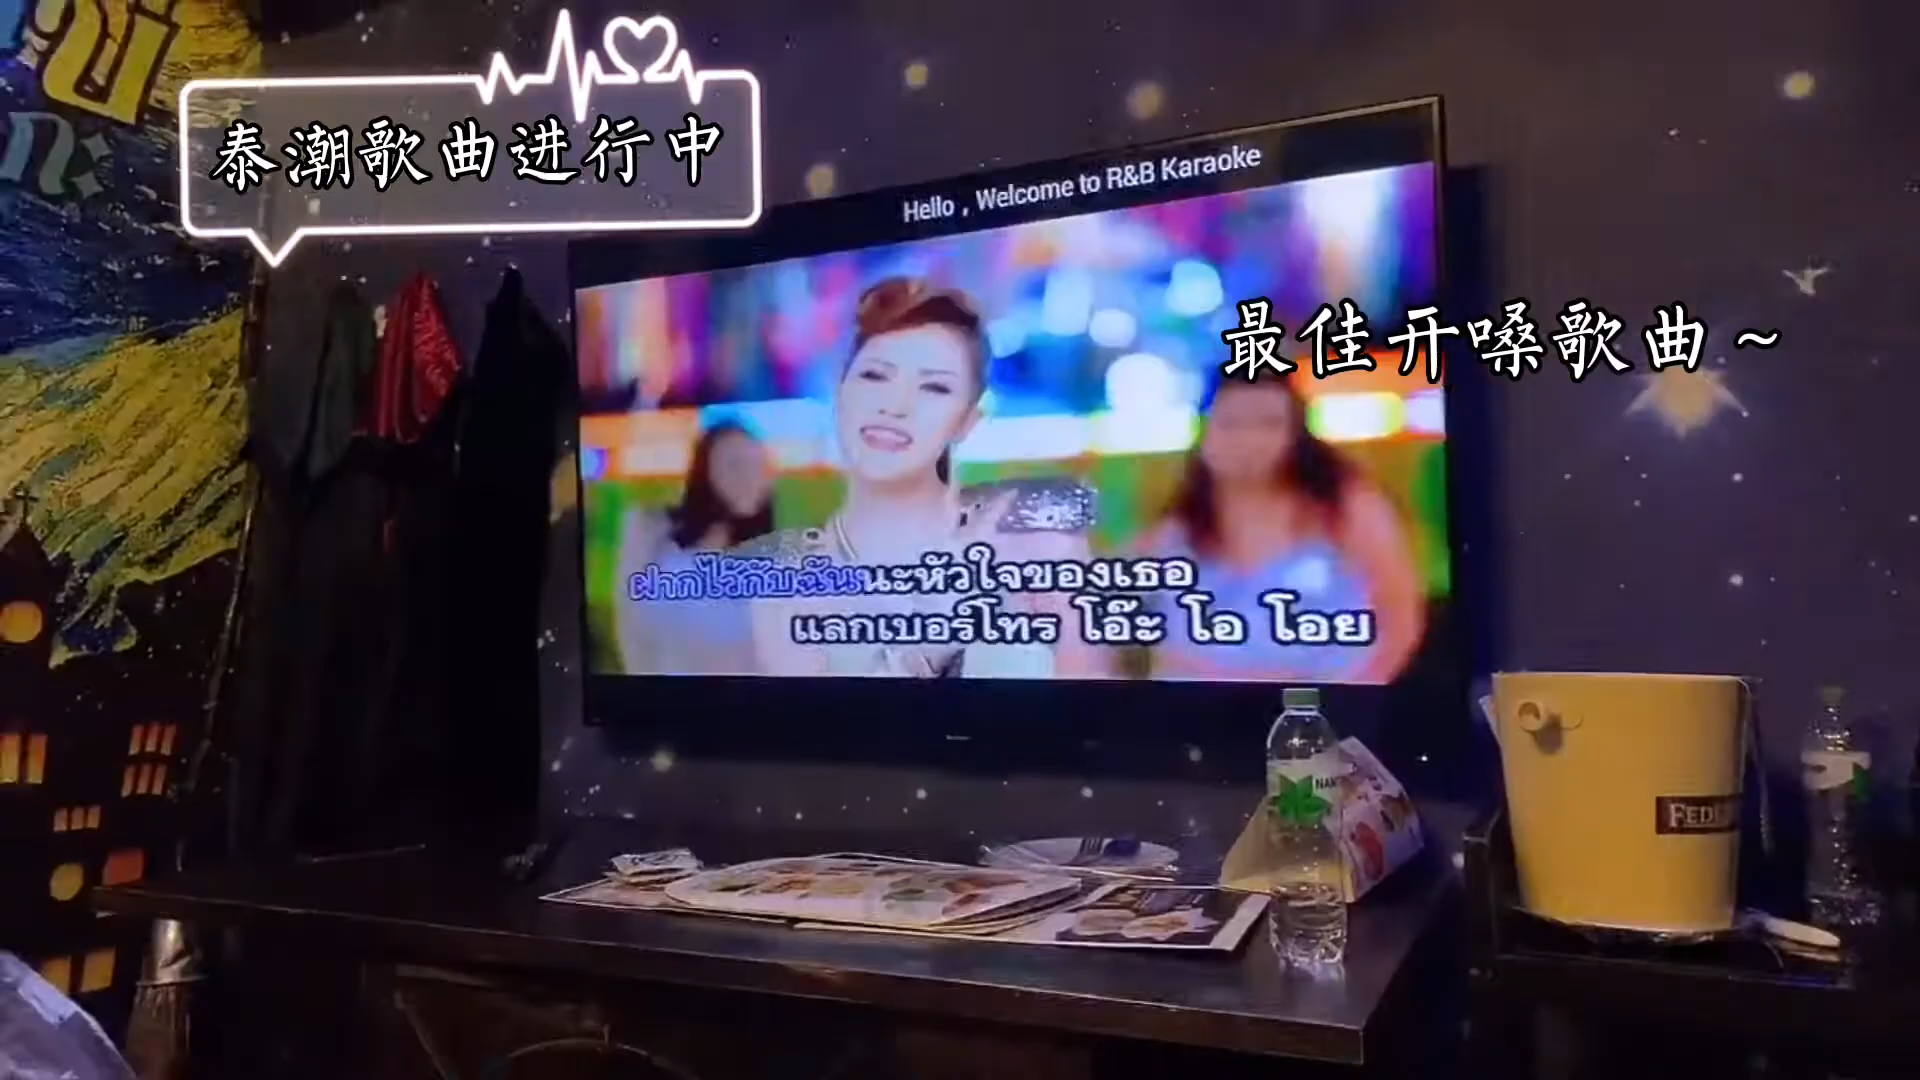 泰潮歌曲进行中
Hello , Welcome to R&B Karaoke
最佳开嗓歌曲~
ฝากไว้กับฉันนะหัวใจของเธอ
แลกเบอร์โทร โอ๊ะ โอ โอย